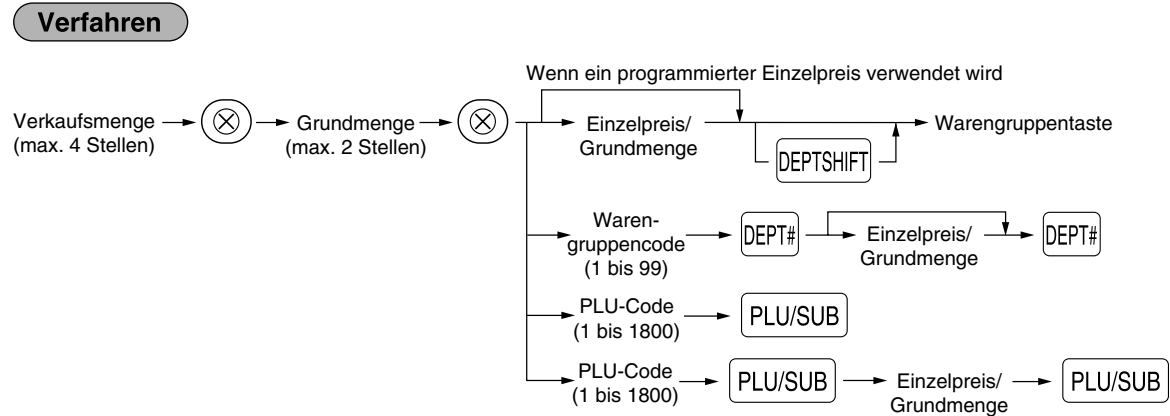 Verfahren
Wenn ein programmierter Einzelpreis verwendet wird
Verkaufsmenge
(max. 4 Stellen)
Grundmenge
(max. 2 Stellen)
Einzelpreis/
Grundmenge
DEPTSHIFT
Warengruppentaste
Waren-
gruppencode
(1 bis 99)
DEPT#
Einzelpreis/
Grundmenge
DEPT#
PLU-Code
(1 bis 1800)
PLU/SUB
PLU-Code
(1 bis 1800)
PLU/SUB
Einzelpreis/
Grundmenge
PLU/SUB